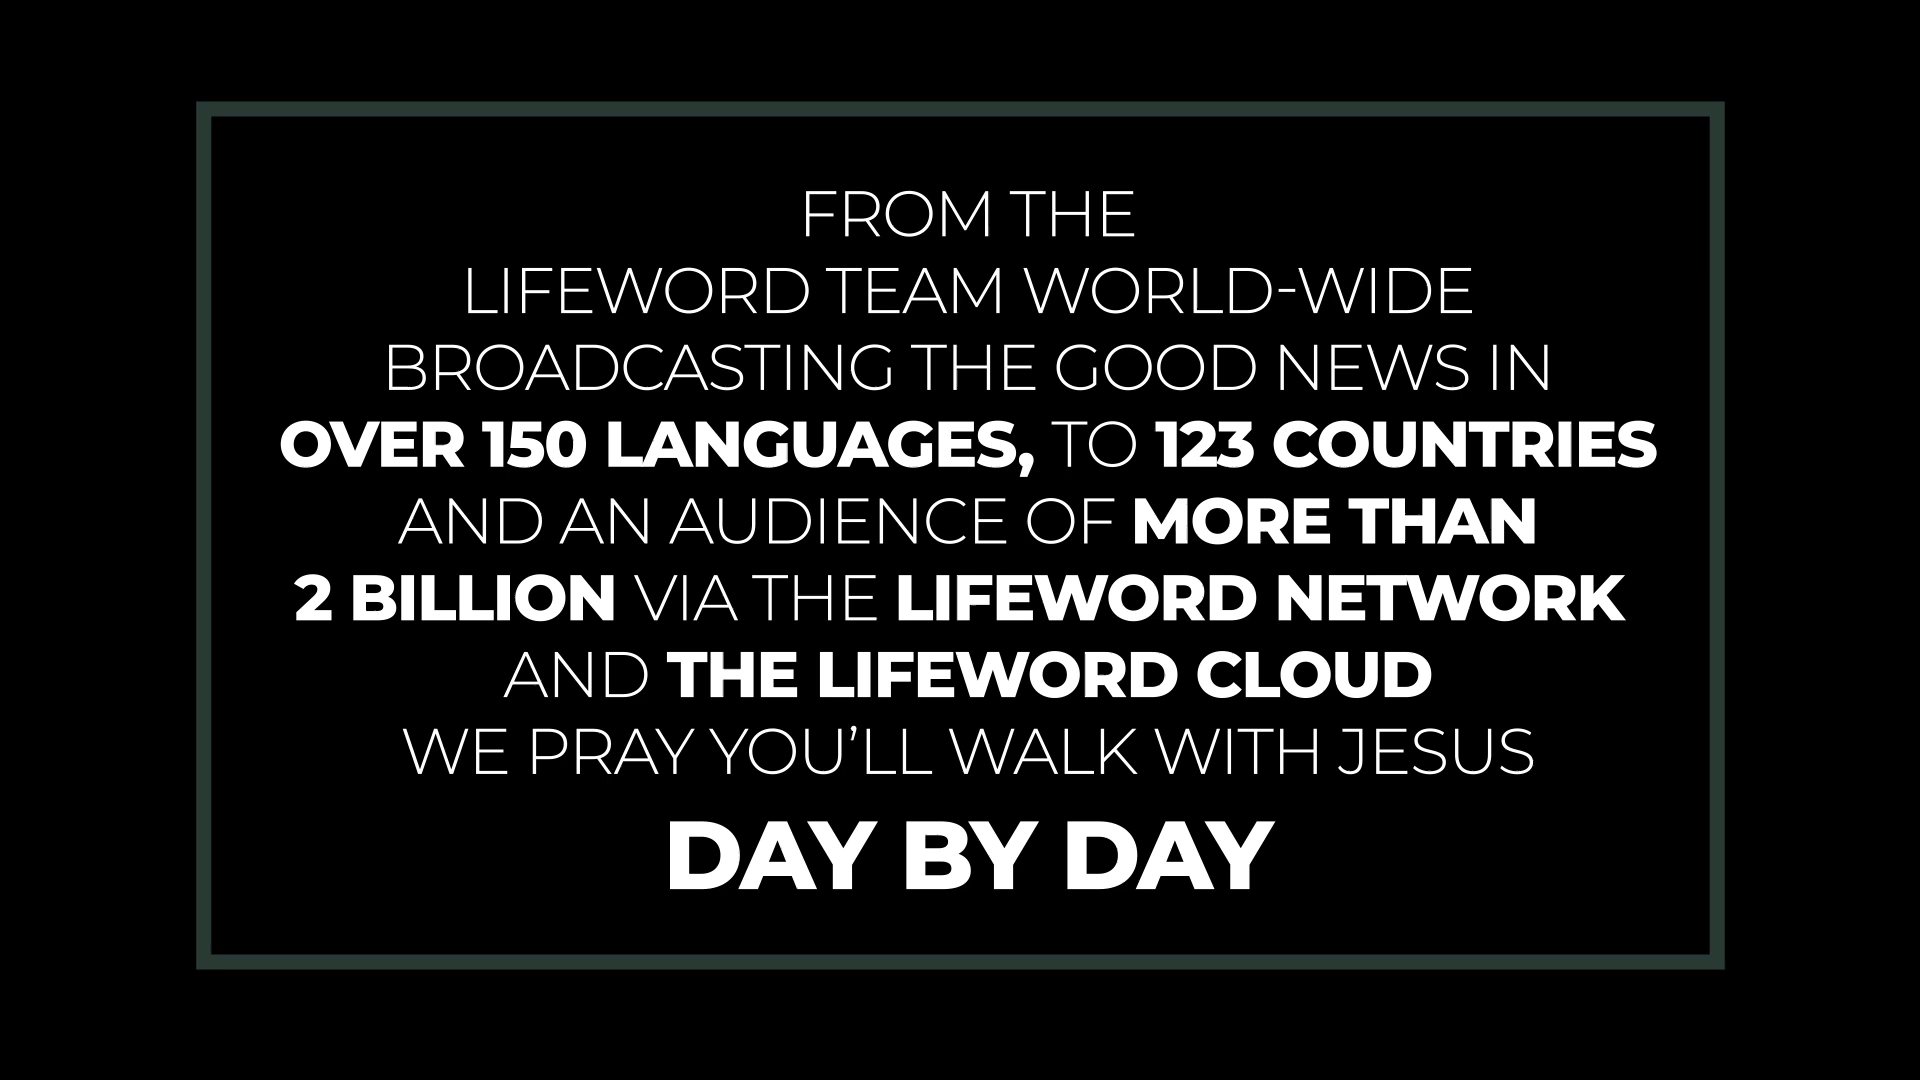 FROM THE
LIFEWORD TEAM WORLD-WIDE
BROADCASTING THE GOOD NEWS IN
OVER 150 LANGUAGES, TO 123 COUNTRIES
AND AN AUDIENCE OF MORE THAN
2 BILLION VIA THE LIFEWORD NETWORK
AND THE LIFEWORD CLOUD
WE PRAY YOU’LL WALK WITH JESUS
DAY BY DAY